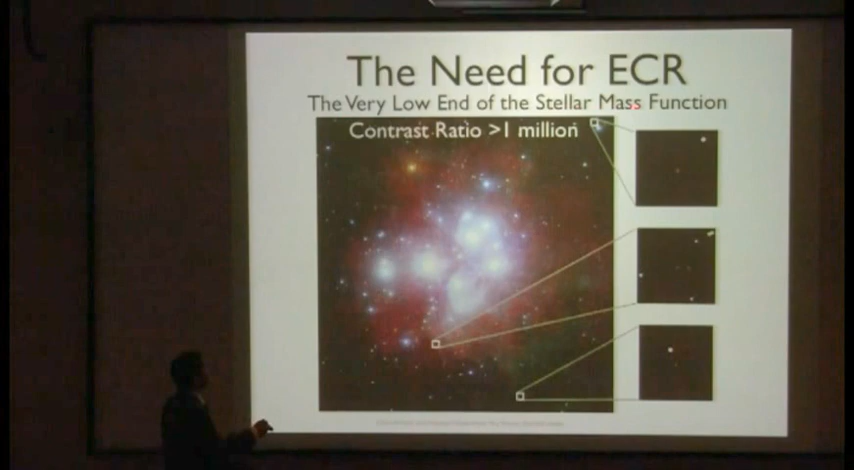 The Need for ECR
The Very Low End of the Stellar Mass Function
Contrast Ratio >1 million